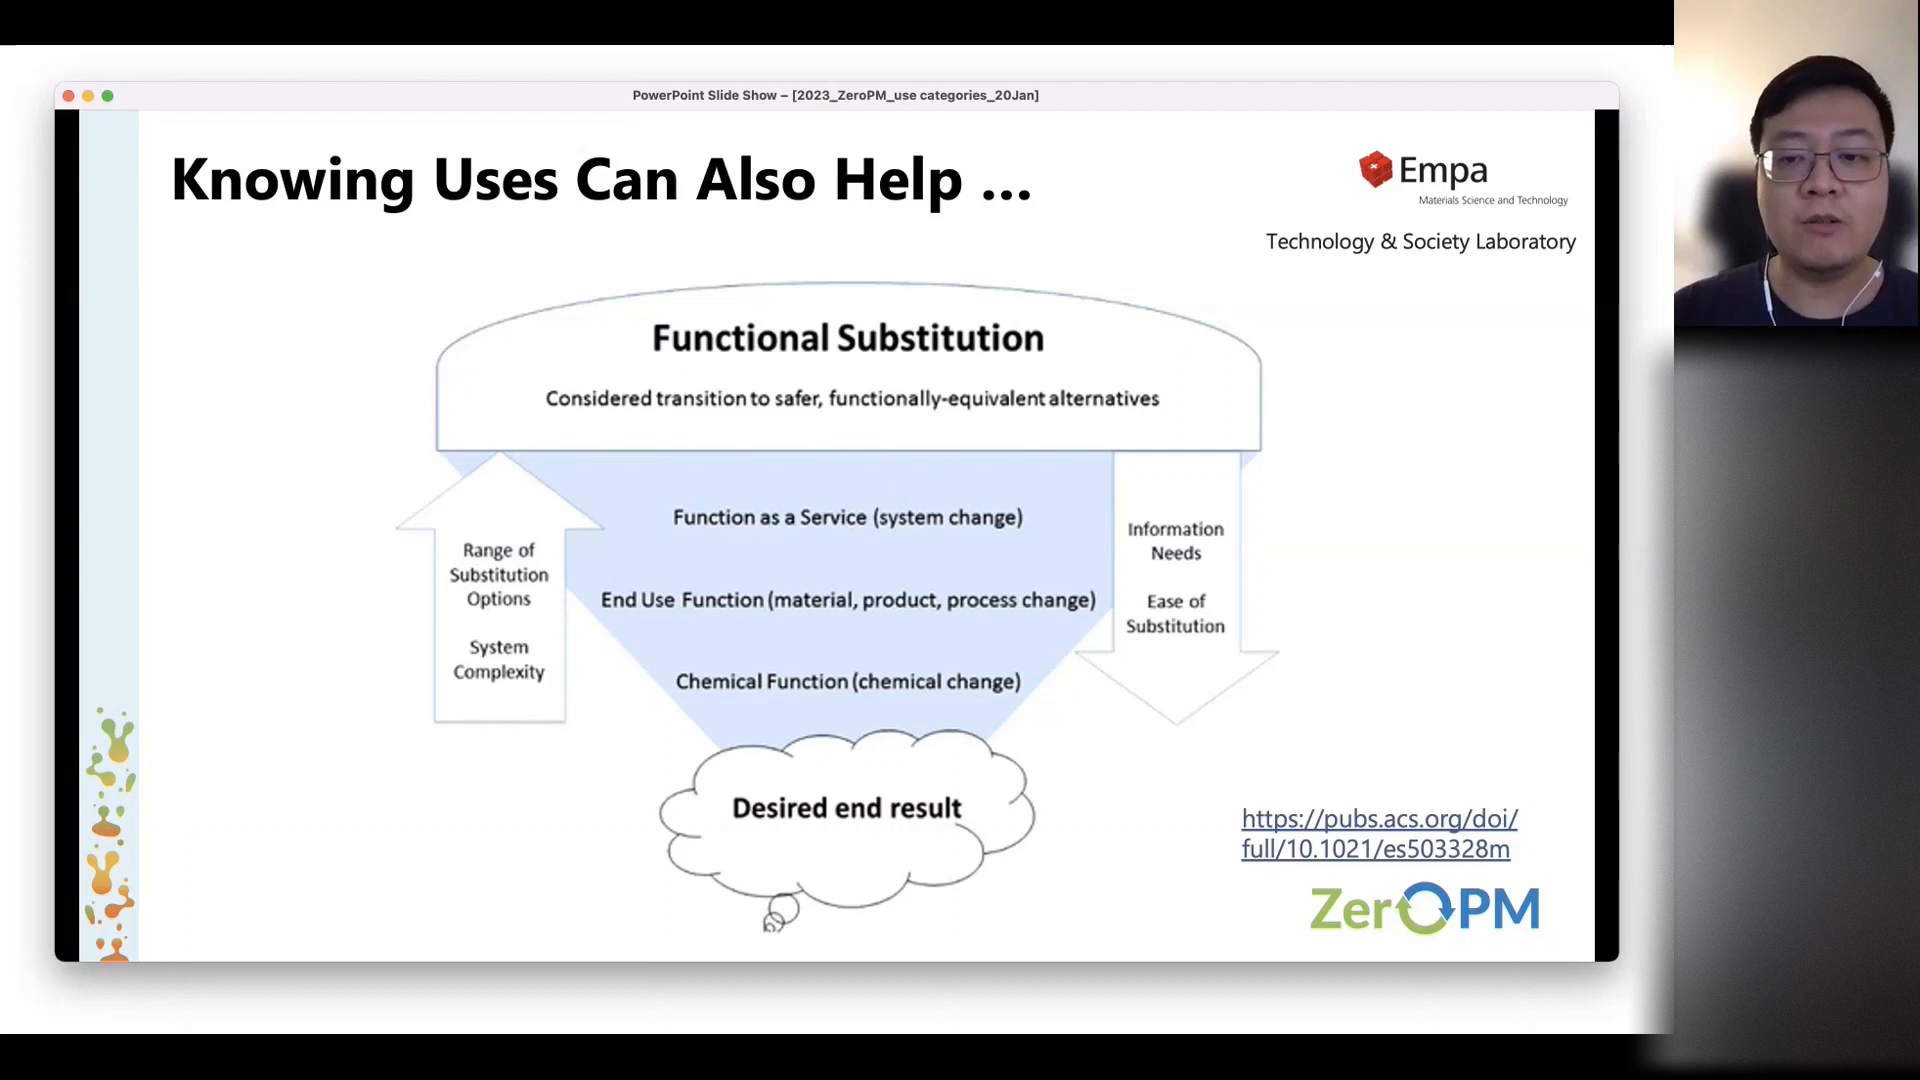 PowerPoint Slide Show – [2023_ZeroPM_use categories_20Jan]
Knowing Uses Can Also Help ...
Empa
Materials Science and Technology
Technology & Society Laboratory
Functional Substitution
Considered transition to safer, functionally-equivalent alternatives
Function as a Service (system change)
End Use Function (material, product, process change)
Chemical Function (chemical change)
Range of
Substitution
Options
System
Complexity
Information
Needs
Ease of
Substitution
Desired end result
https://pubs.acs.org/doi/
full/10.1021/es503328m
ZeroPM